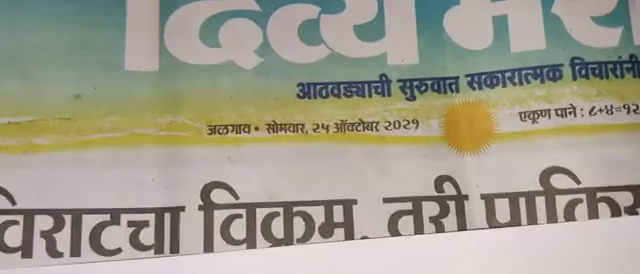 दिव्य मरा
आठवड्याची सुरुवात सकारात्मक विचारांनी
जळगाव • सोमवार, २५ ऑक्टोबर २०२१
एकूण पाने : ८+४=१२
विराटचा विक्रम, तरी पाकिस